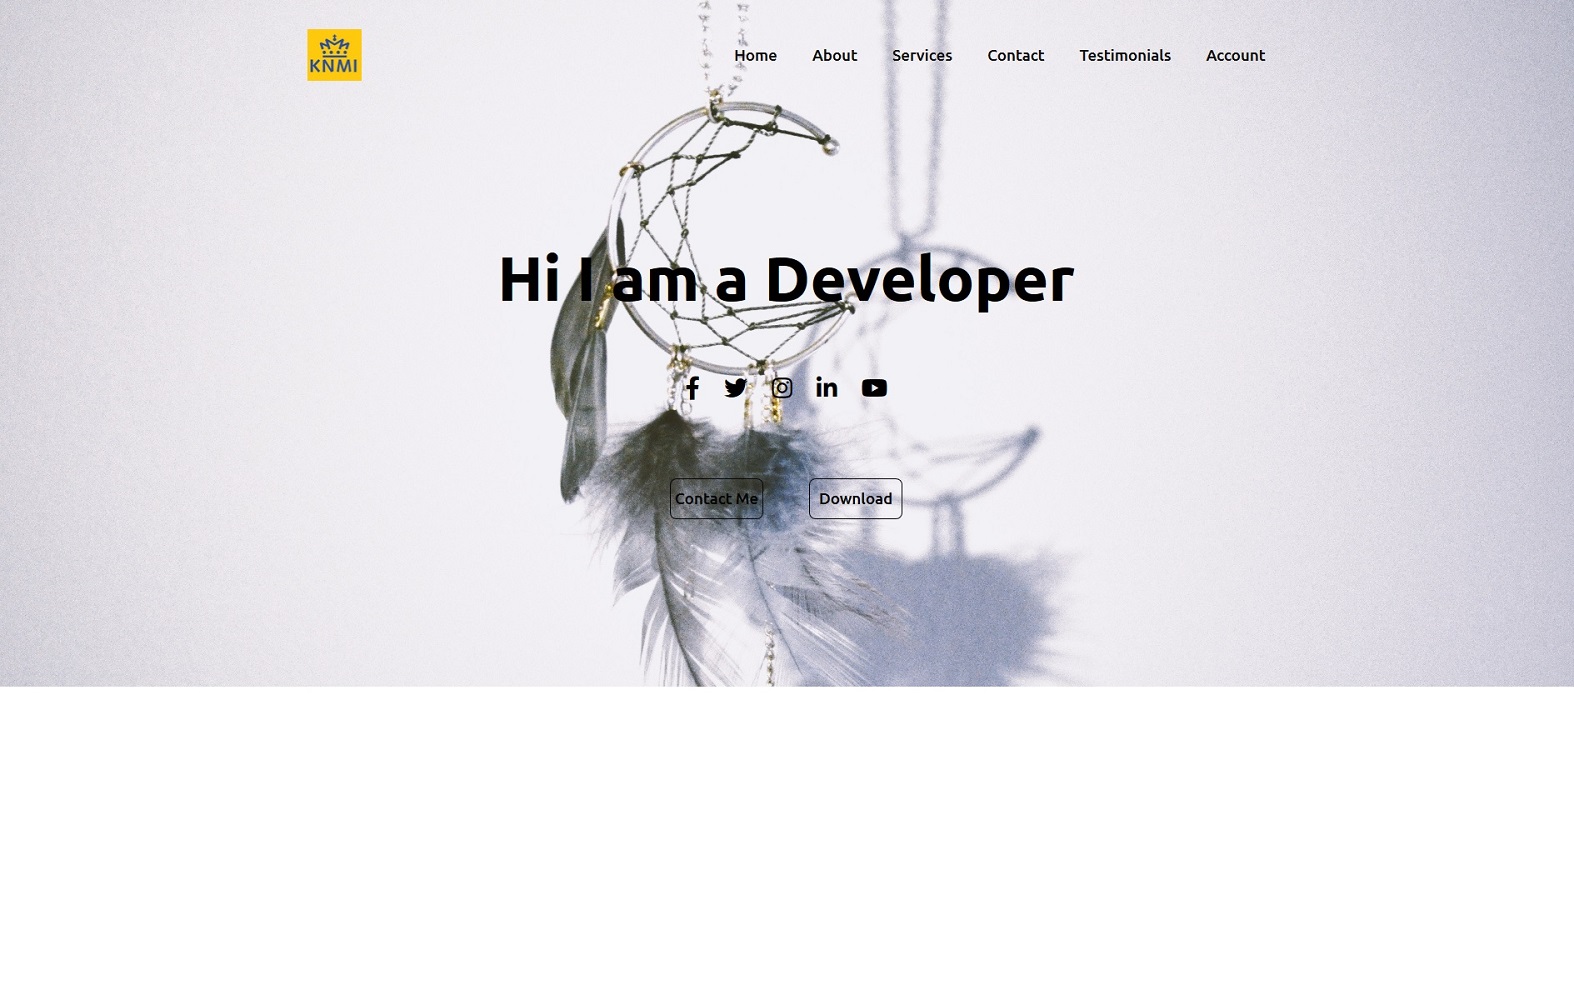 KNMI
Home About Services Contact Testimonials Account
Hi I am a Developer
Contact Me Download